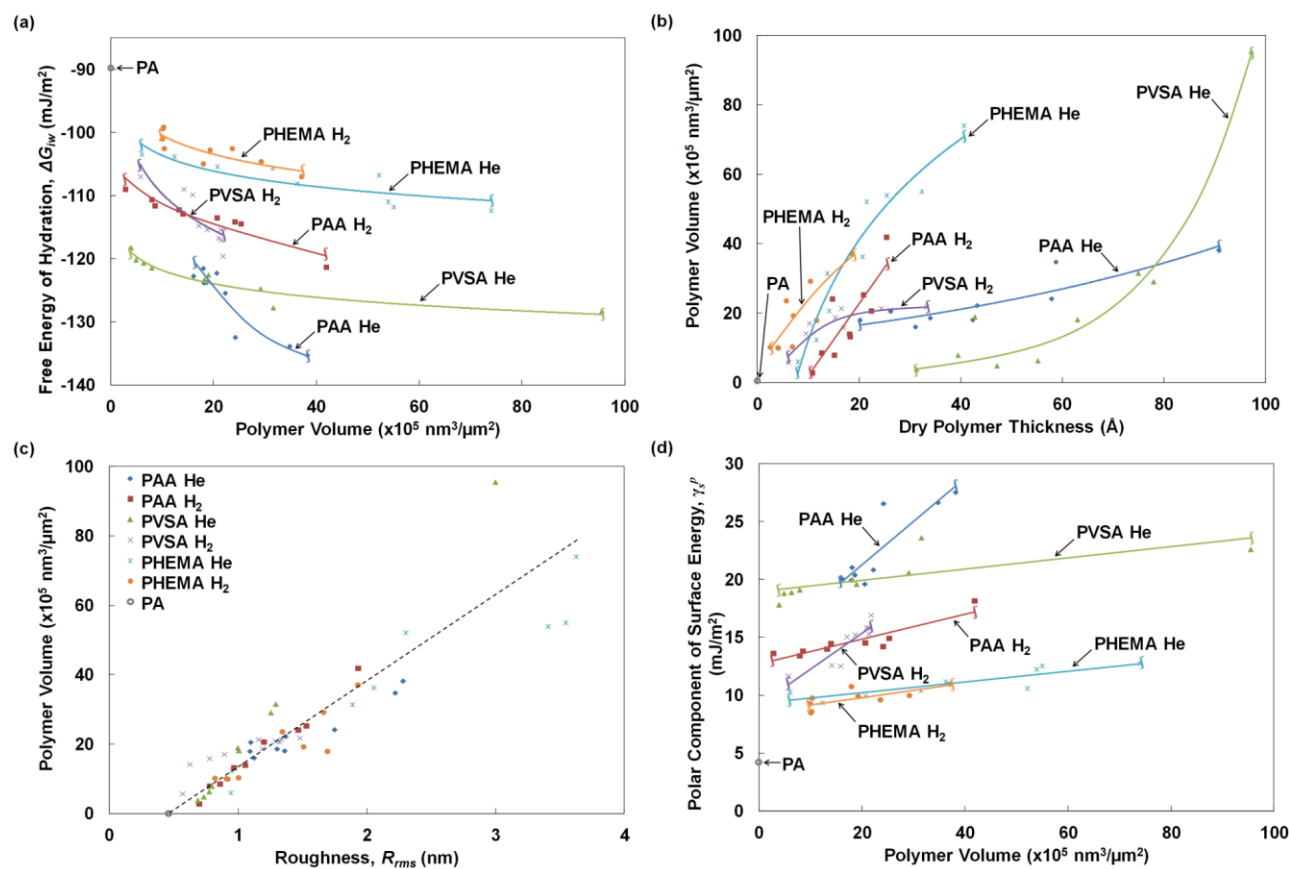 (a)
Free Energy of Hydration, ΔGiw (mJ/m²)
-90
-100
-110
-120
-130
-140
PA
PHEMA H₂
PHEMA He
PVSA H₂
PAA H₂
PVSA He
PAA He
0
20
40
60
80
100
Polymer Volume (x10⁵ nm³/µm²)
(b)
Polymer Volume (x10⁵ nm³/µm²)
100
80
60
40
20
0
PVSA He
PHEMA He
PHEMA H₂
PAA H₂
PAA He
PA
PVSA H₂
0
20
40
60
80
100
Dry Polymer Thickness (Å)
(c)
Polymer Volume (x10⁵ nm³/µm²)
100
80
60
40
20
0
PAA He
PAA H₂
PVSA He
PVSA H₂
PHEMA He
PHEMA H₂
PA
0
1
2
3
4
Roughness, Rrms (nm)
(d)
Polar Component of Surface Energy, γsᵖ
(mJ/m²)
30
25
20
15
10
5
0
PAA He
PVSA He
PAA H₂
PVSA H₂
PHEMA He
PHEMA H₂
PA
0
20
40
60
80
100
Polymer Volume (x10⁵ nm³/µm²)